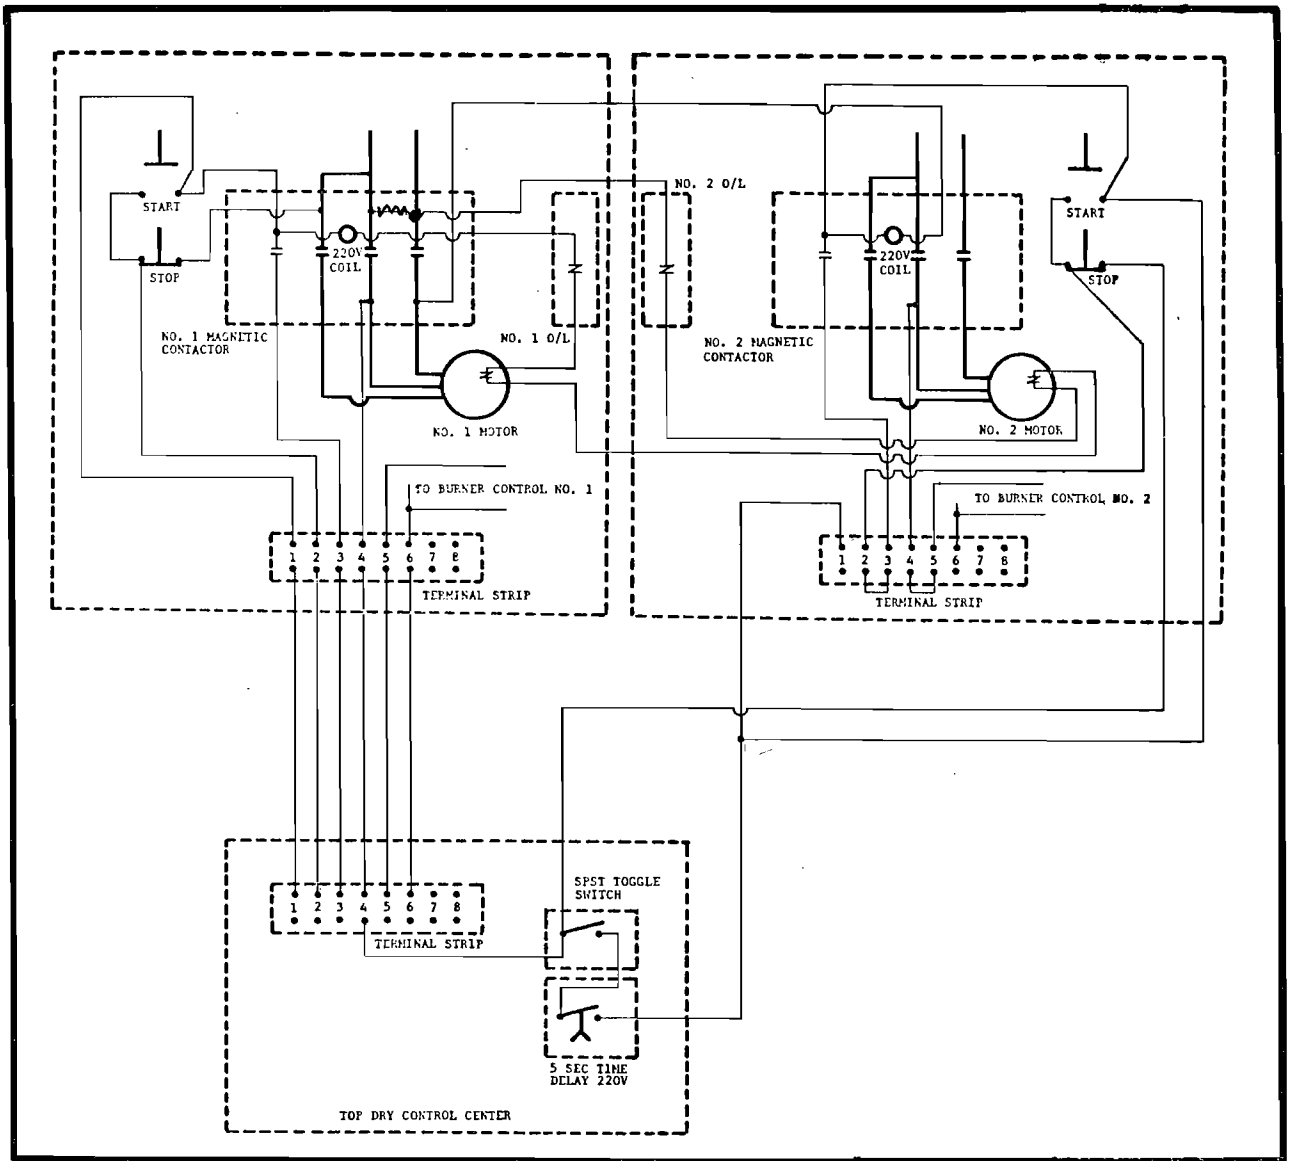 NO. 2 O/L
START
START
STOP
220V
COIL
220V
COIL
STOP
NO. 1 MAGNETIC
CONTACTOR
NO. 1 O/L
NO. 2 MAGNETIC
CONTACTOR
NO. 1 MOTOR
NO. 2 MOTOR
TO BURNER CONTROL NO. 1
TO BURNER CONTROL NO. 2
1 2 3 4 5 6 7 8
1 2 3 4 5 6 7 8
TERMINAL STRIP
TERMINAL STRIP
SPST TOGGLE
SWITCH
1 2 3 4 5 6 7 8
TERMINAL STRIP
5 SEC TIME
DELAY 220V
TOP DRY CONTROL CENTER